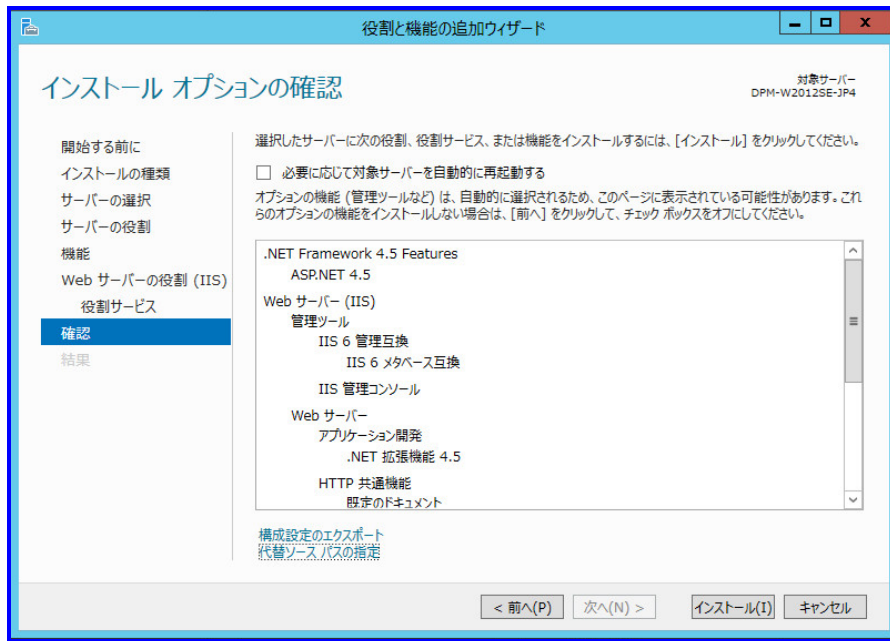 役割と機能の追加ウィザード
インストール オプションの確認
対象サーバー
DPM-W2012SE-JP4
開始する前に
インストールの種類
サーバーの選択
サーバーの役割
機能
Web サーバーの役割 (IIS)
役割サービス
確認
結果
選択したサーバーに次の役割、役割サービス、または機能をインストールするには、[インストール] をクリックしてください。
必要に応じて対象サーバーを自動的に再起動する
オプションの機能 (管理ツールなど) は、自動的に選択されるため、このページに表示されている可能性があります。これ
らのオプションの機能をインストールしない場合は、[前へ] をクリックして、チェック ボックスをオフにしてください。
.NET Framework 4.5 Features
ASP.NET 4.5
Web サーバー (IIS)
管理ツール
IIS 6 管理互換
IIS 6 メタベース互換
IIS 管理コンソール
Web サーバー
アプリケーション開発
.NET 拡張機能 4.5
HTTP 共通機能
既定のドキュメント
構成設定のエクスポート
代替ソース パスの指定
< 前へ(P)
次へ(N) >
インストール(I)
キャンセル